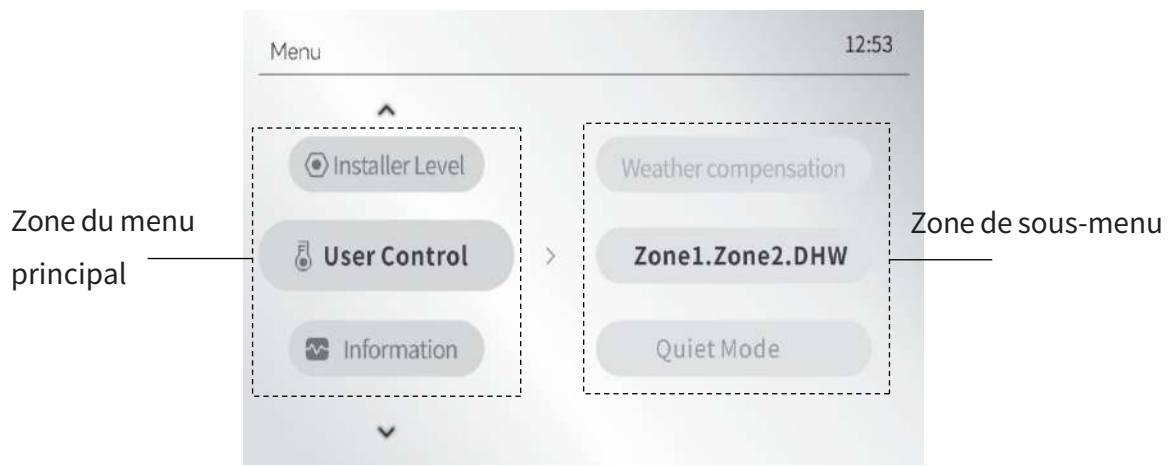 Menu 12:53
Installer Level
Weather compensation
Zone du menu
principal
User Control
Zone1.Zone2.DHW
Zone de sous-menu
Information
Quiet Mode